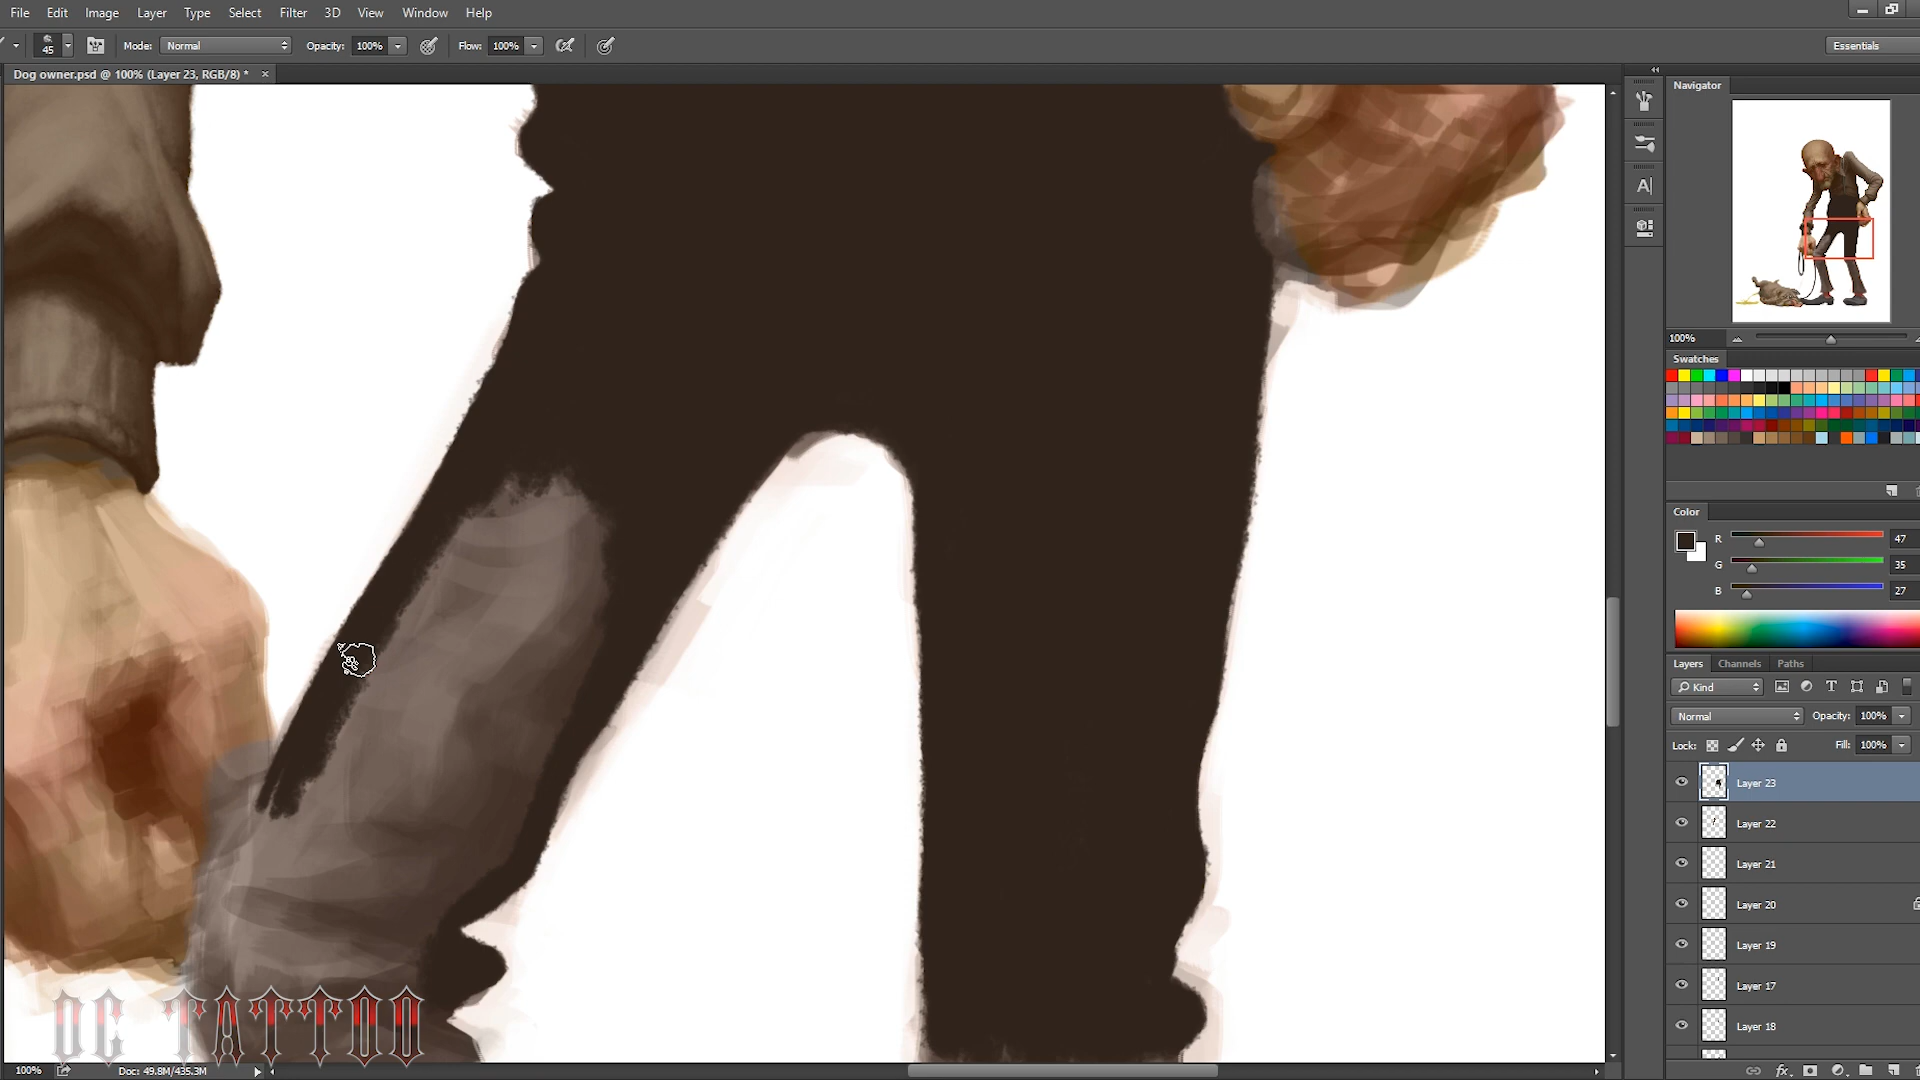 File Edit Image Layer Type Select Filter 3D View Window Help
45 Mode: Normal Opacity: 100% Flow: 100% Essentials
Dog owner.psd @ 100% (Layer 23, RGB/8) * ×
Navigator
100%
Swatches
Color
R 47
G 35
B 27
Layers Channels Paths
Kind
Normal Opacity: 100%
Lock: Fill: 100%
Layer 23
Layer 22
Layer 21
Layer 20
Layer 19
Layer 17
Layer 18
fx
OC TATTOO
100% Doc: 49.8M/435.3M